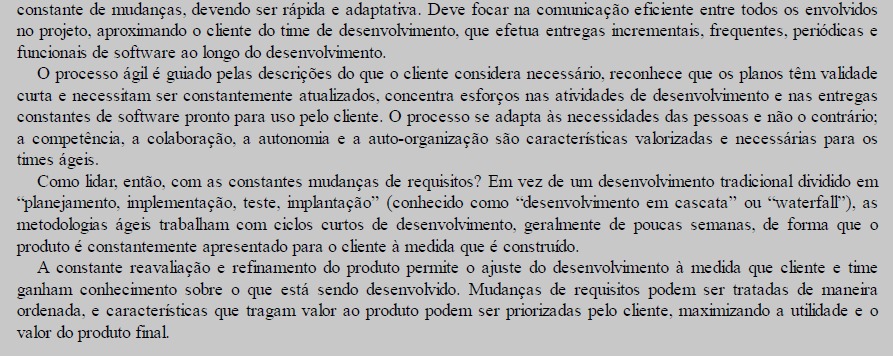 constante de mudanças, devendo ser rápida e adaptativa. Deve focar na comunicação eficiente entre todos os envolvidos
no projeto, aproximando o cliente do time de desenvolvimento, que efetua entregas incrementais, frequentes, periódicas e
funcionais de software ao longo do desenvolvimento.
O processo ágil é guiado pelas descrições do que o cliente considera necessário, reconhece que os planos têm validade
curta e necessitam ser constantemente atualizados, concentra esforços nas atividades de desenvolvimento e nas entregas
constantes de software pronto para uso pelo cliente. O processo se adapta às necessidades das pessoas e não o contrário;
a competência, a colaboração, a autonomia e a auto-organização são características valorizadas e necessárias para os
times ágeis.
Como lidar, então, com as constantes mudanças de requisitos? Em vez de um desenvolvimento tradicional dividido em
“planejamento, implementação, teste, implantação” (conhecido como “desenvolvimento em cascata” ou “waterfall”), as
metodologias ágeis trabalham com ciclos curtos de desenvolvimento, geralmente de poucas semanas, de forma que o
produto é constantemente apresentado para o cliente à medida que é construído.
A constante reavaliação e refinamento do produto permite o ajuste do desenvolvimento à medida que cliente e time
ganham conhecimento sobre o que está sendo desenvolvido. Mudanças de requisitos podem ser tratadas de maneira
ordenada, e características que tragam valor ao produto podem ser priorizadas pelo cliente, maximizando a utilidade e o
valor do produto final.